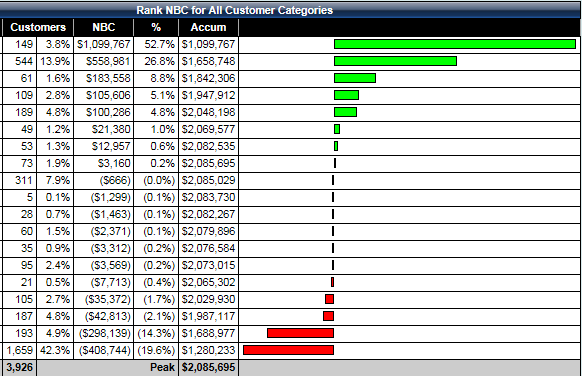 Rank NBC for All Customer Categories
Customers NBC % Accum
149 3.8% $1,099,767 52.7% $1,099,767
544 13.9% $558,981 26.8% $1,658,748
61 1.6% $183,558 8.8% $1,842,306
109 2.8% $105,606 5.1% $1,947,912
189 4.8% $100,286 4.8% $2,048,198
49 1.2% $21,380 1.0% $2,069,577
53 1.3% $12,957 0.6% $2,082,535
73 1.9% $3,160 0.2% $2,085,695
311 7.9% ($666) (0.0%) $2,085,029
5 0.1% ($1,299) (0.1%) $2,083,730
28 0.7% ($1,463) (0.1%) $2,082,267
60 1.5% ($2,371) (0.1%) $2,079,896
35 0.9% ($3,312) (0.2%) $2,076,584
95 2.4% ($3,569) (0.2%) $2,073,015
21 0.5% ($7,713) (0.4%) $2,065,302
105 2.7% ($35,372) (1.7%) $2,029,930
187 4.8% ($42,813) (2.1%) $1,987,117
193 4.9% ($298,139) (14.3%) $1,688,977
1,659 42.3% ($408,744) (19.6%) $1,280,233
3,926 Peak $2,085,695